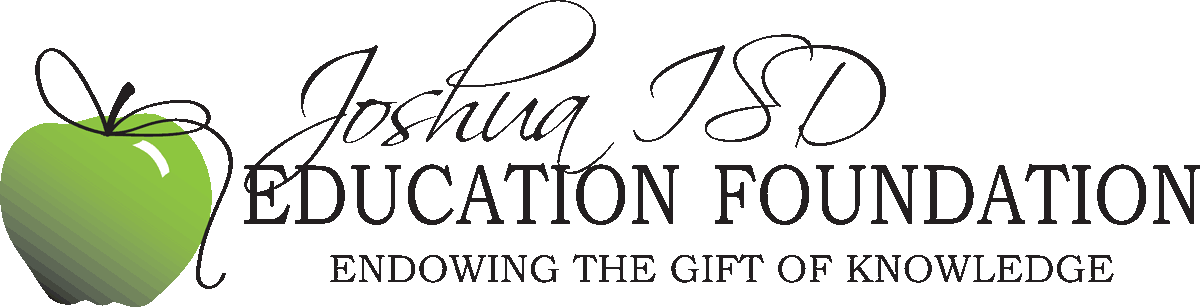 Joshua ISD
EDUCATION FOUNDATION
ENDOWING THE GIFT OF KNOWLEDGE